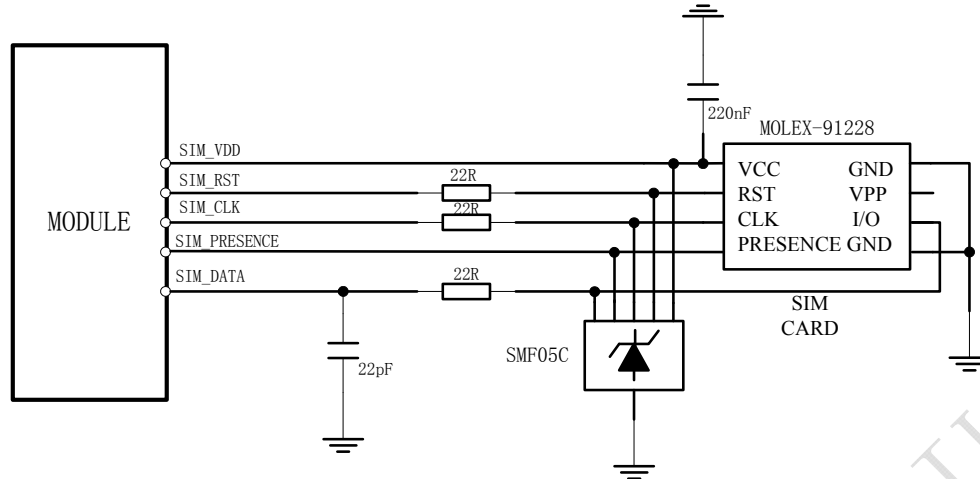 220nF
MOLEX-91228
SIM_VDD
VCC GND
SIM_RST 22R RST VPP
SIM_CLK 22R CLK I/O
MODULE
SIM_PRESENCE PRESENCE GND
SIM_DATA 22R
SIM
CARD
SMF05C
22pF